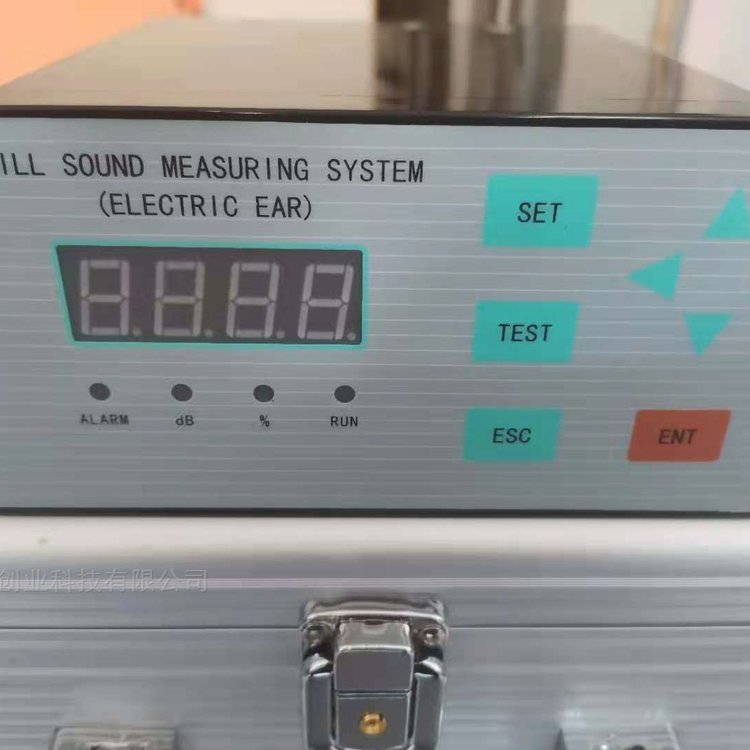 ILL SOUND MEASURING SYSTEM
(ELECTRIC EAR)
SET
TEST
ALARM dB % RUN
ESC ENT
创业科技有限公司